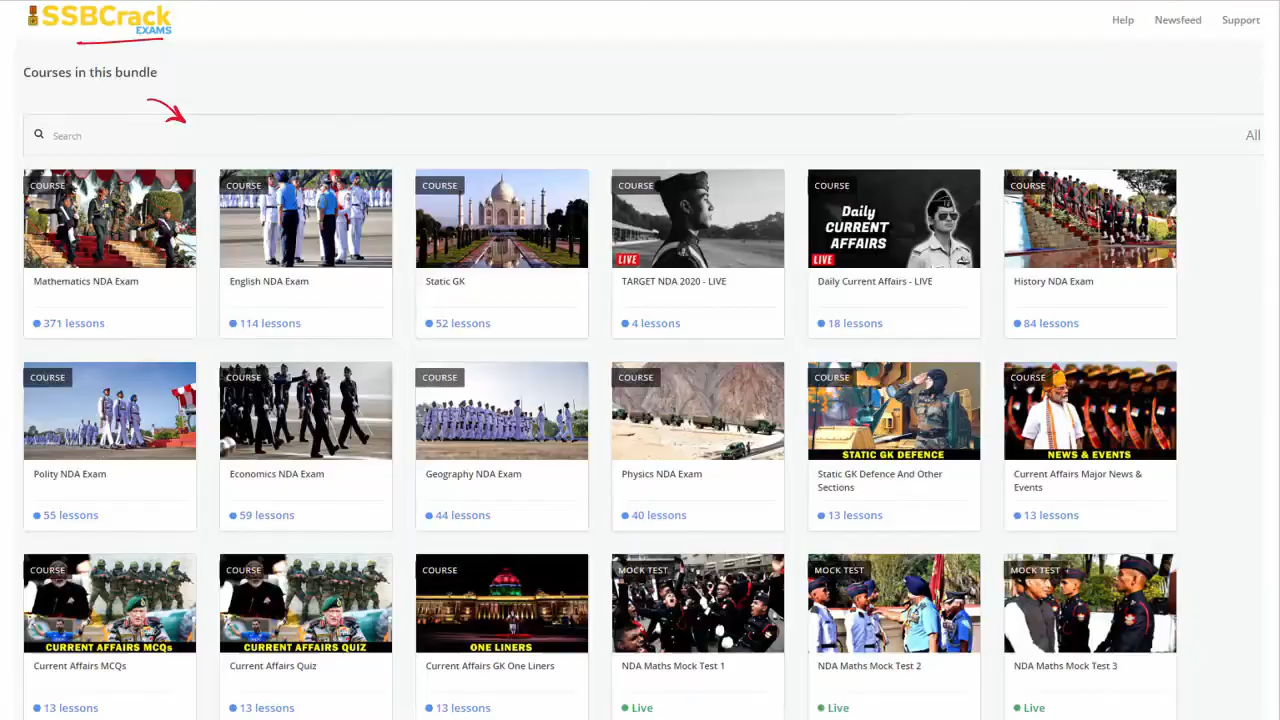 SSBCrack
EXAMS
Help Newsfeed Support
Courses in this bundle
Search
All
COURSE
Mathematics NDA Exam
371 lessons
COURSE
English NDA Exam
114 lessons
COURSE
Static GK
52 lessons
COURSE
LIVE
TARGET NDA 2020 - LIVE
4 lessons
COURSE
Daily
CURRENT
AFFAIRS
LIVE
Daily Current Affairs - LIVE
18 lessons
COURSE
History NDA Exam
84 lessons
COURSE
Polity NDA Exam
55 lessons
COURSE
Economics NDA Exam
59 lessons
COURSE
Geography NDA Exam
44 lessons
COURSE
Physics NDA Exam
40 lessons
COURSE
STATIC GK DEFENCE
Static GK Defence And Other
Sections
13 lessons
COURSE
NEWS & EVENTS
Current Affairs Major News &
Events
13 lessons
COURSE
CURRENT AFFAIRS MCQs
Current Affairs MCQs
13 lessons
COURSE
CURRENT AFFAIRS QUIZ
Current Affairs Quiz
13 lessons
COURSE
ONE LINERS
Current Affairs GK One Liners
13 lessons
MOCK TEST
NDA Maths Mock Test 1
Live
MOCK TEST
NDA Maths Mock Test 2
Live
MOCK TEST
NDA Maths Mock Test 3
Live